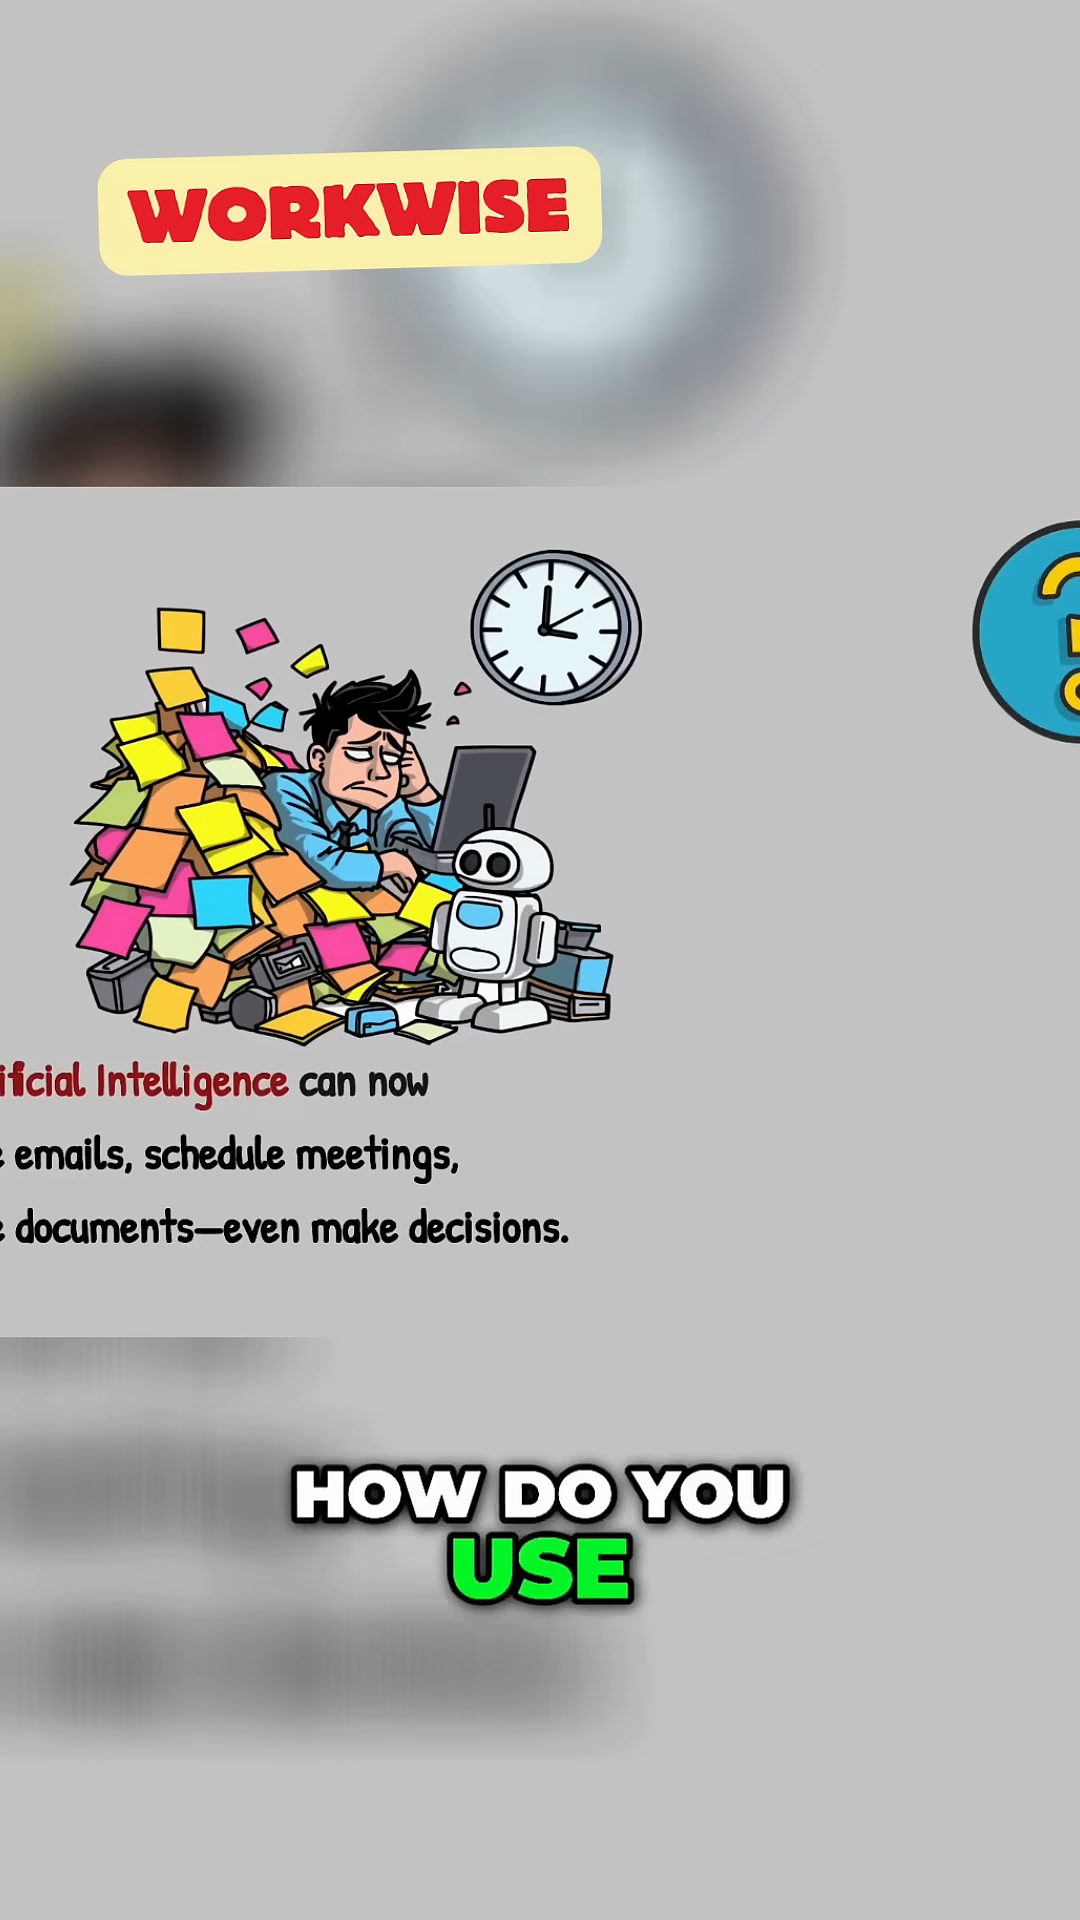 WORKWISE
ificial Intelligence can now
emails, schedule meetings,
documents—even make decisions.
HOW DO YOU
USE